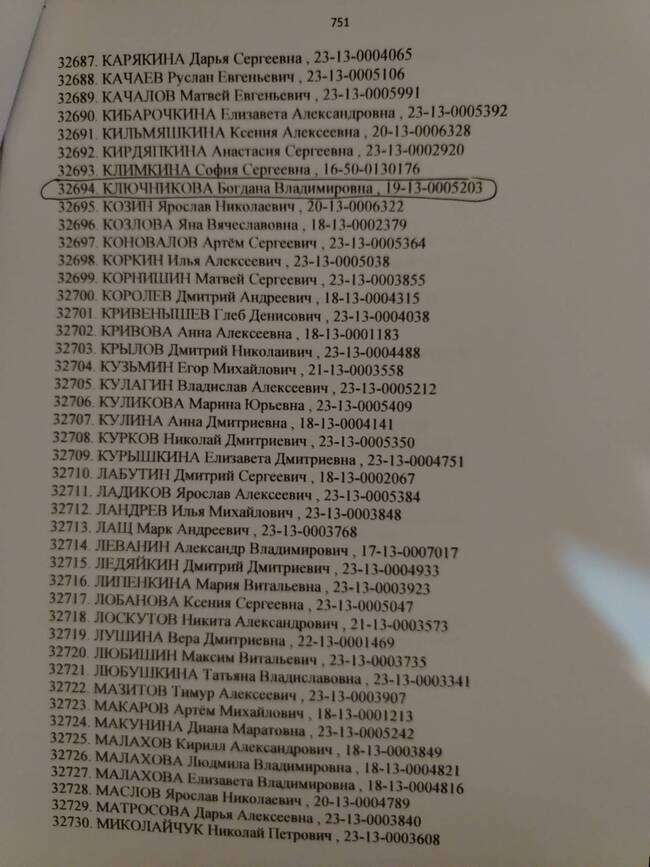 751
32687. КАРЯКИНА Дарья Сергеевна , 23-13-0004065
32688. КАЧАЕВ Руслан Евгеньевич , 23-13-0005106
32689. КАЧАЛОВ Матвей Евгеньевич , 23-13-0005991
32690. КИБАРОЧКИНА Елизавета Александровна , 23-13-0005392
32691. КИЛЬМЯШКИНА Ксения Алексеевна , 20-13-0006328
32692. КИРДЯПКИНА Анастасия Сергеевна , 23-13-0002920
32693. КЛИМКИНА София Сергеевна , 16-50-0130176
32694. КЛЮЧНИКОВА Богдана Владимировна , 19-13-0005203
32695. КОЗИН Ярослав Николаевич , 20-13-0006322
32696. КОЗЛОВА Яна Вячеславовна , 18-13-0002379
32697. КОНОВАЛОВ Артём Сергеевич , 23-13-0005364
32698. КОРКИН Илья Алексеевич , 23-13-0005038
32699. КОРНИШИН Матвей Сергеевич , 23-13-0003855
32700. КОРОЛЕВ Дмитрий Андреевич , 18-13-0004315
32701. КРИВЕНЫШЕВ Глеб Денисович , 23-13-0004038
32702. КРИВОВА Анна Алексеевна , 18-13-0001183
32703. КРЫЛОВ Дмитрий Николаивич , 23-13-0004488
32704. КУЗЬМИН Егор Михайлович , 21-13-0003558
32705. КУЛАГИН Владислав Алексеевич , 23-13-0005212
32706. КУЛИКОВА Марина Юрьевна , 23-13-0005409
32707. КУЛИНА Анна Дмитриевна , 18-13-0004141
32708. КУРКОВ Николай Дмитриевич , 23-13-0005350
32709. КУРЫШКИНА Елизавета Дмитриевна , 23-13-0004751
32710. ЛАБУТИН Дмитрий Сергеевич , 18-13-0002067
32711. ЛАДИКОВ Ярослав Алексеевич , 23-13-0005384
32712. ЛАНДРЕВ Илья Михайлович , 23-13-0003848
32713. ЛАЩ Марк Андреевич , 23-13-0003768
32714. ЛЕВАНИН Александр Владимирович , 17-13-0007017
32715. ЛЕДЯЙКИН Дмитрий Дмитриевич , 23-13-0004933
32716. ЛИПЕНКИНА Мария Витальевна , 23-13-0003923
32717. ЛОБАНОВА Ксения Сергеевна , 23-13-0005047
32718. ЛОСКУТОВ Никита Александрович , 21-13-0003573
32719. ЛУШИНА Вера Дмитриевна , 22-13-0001469
32720. ЛЮБИШИН Максим Витальевич , 23-13-0003735
32721. ЛЮБУШКИНА Татьяна Владиславовна , 23-13-0003341
32722. МАЗИТОВ Тимур Алексеевич , 23-13-0003907
32723. МАКАРОВ Артём Михайлович , 18-13-0001213
32724. МАКУНИНА Диана Маратовна , 23-13-0005242
32725. МАЛАХОВ Кирилл Александрович , 18-13-0003849
32726. МАЛАХОВА Людмила Владимировна , 18-13-0004821
32727. МАЛАХОВА Елизавета Владимировна , 18-13-0004816
32728. МАСЛОВ Ярослав Николаевич , 20-13-0004789
32729. МАТРОСОВА Дарья Алексеевна , 23-13-0003840
32730. МИКОЛАЙЧУК Николай Петрович , 23-13-0003608